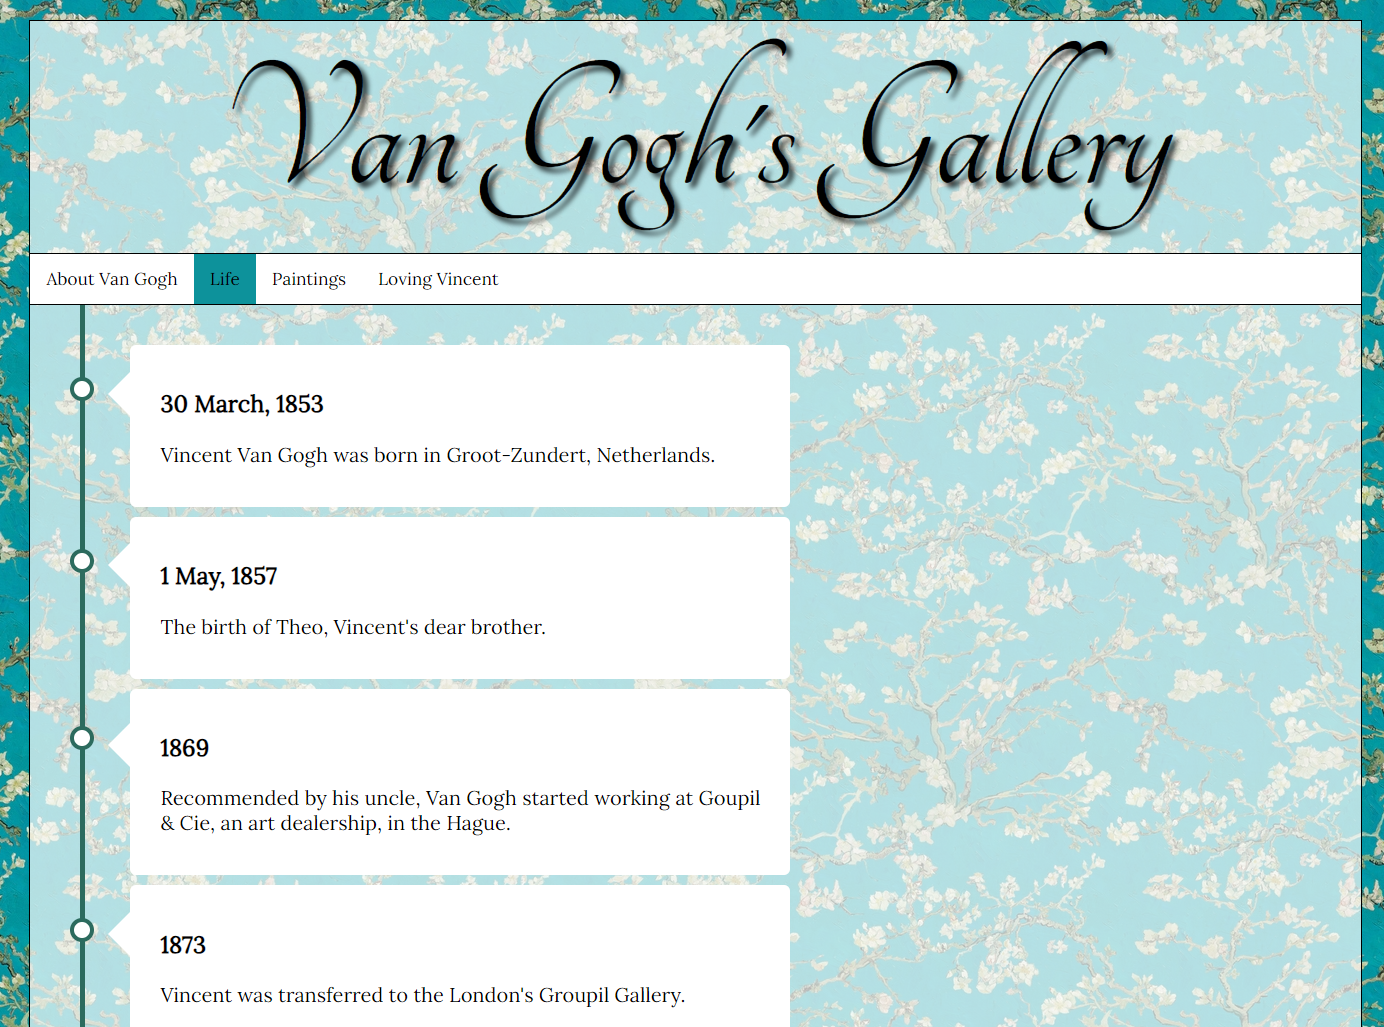 Van Gogh's Gallery
About Van Gogh Life Paintings Loving Vincent
30 March, 1853
Vincent Van Gogh was born in Groot-Zundert, Netherlands.
1 May, 1857
The birth of Theo, Vincent's dear brother.
1869
Recommended by his uncle, Van Gogh started working at Goupil
& Cie, an art dealership, in the Hague.
1873
Vincent was transferred to the London's Groupil Gallery.